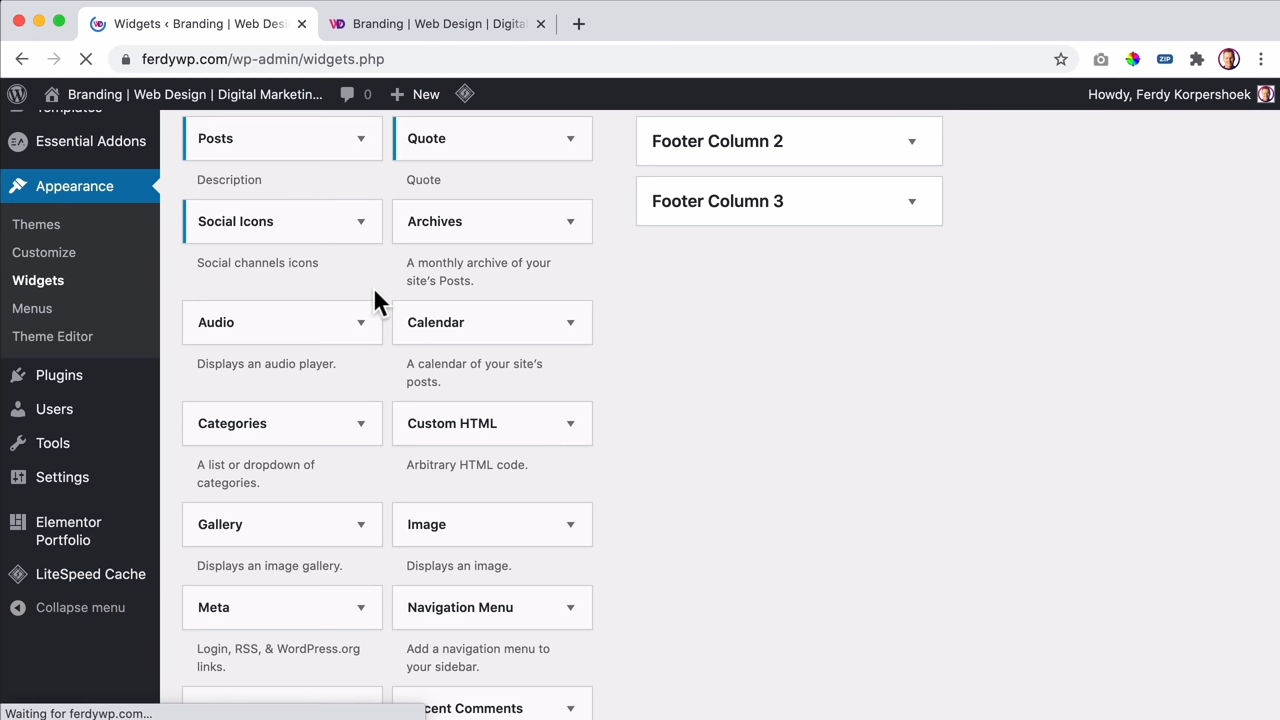 Widgets ‹ Branding | Web Desi
Branding | Web Design | Digita
ferdywp.com/wp-admin/widgets.php
ZIP
Branding | Web Design | Digital Marketin...
0
New
Howdy, Ferdy Korpershoek
Templates
Essential Addons
Appearance
Themes
Customize
Widgets
Menus
Theme Editor
Plugins
Users
Tools
Settings
Elementor
Portfolio
LiteSpeed Cache
Collapse menu
Posts
Quote
Description
Quote
Social Icons
Archives
Social channels icons
A monthly archive of your
site's Posts.
Audio
Calendar
Displays an audio player.
A calendar of your site's
posts.
Categories
Custom HTML
A list or dropdown of
categories.
Arbitrary HTML code.
Gallery
Image
Displays an image gallery.
Displays an image.
Meta
Navigation Menu
Login, RSS, & WordPress.org
links.
Add a navigation menu to
your sidebar.
cent Comments
Footer Column 2
Footer Column 3
Waiting for ferdywp.com...